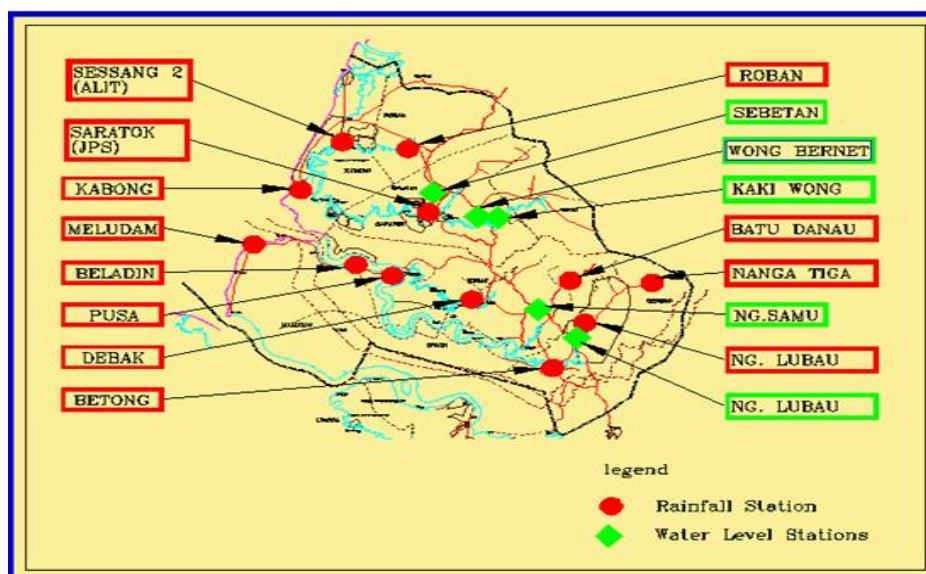 SESSANG 2
(ALIT)
SARATOK
(JPS)
KABONG
MELUDAM
BELADIN
PUSA
DEBAK
BETONG
ROBAN
SEBETAN
WONG BERNET
KAKI WONG
BATU DANAU
NANGA TIGA
NG.SAMU
NG. LUBAU
NG. LUBAU
legend
Rainfall Station
Water Level Stations